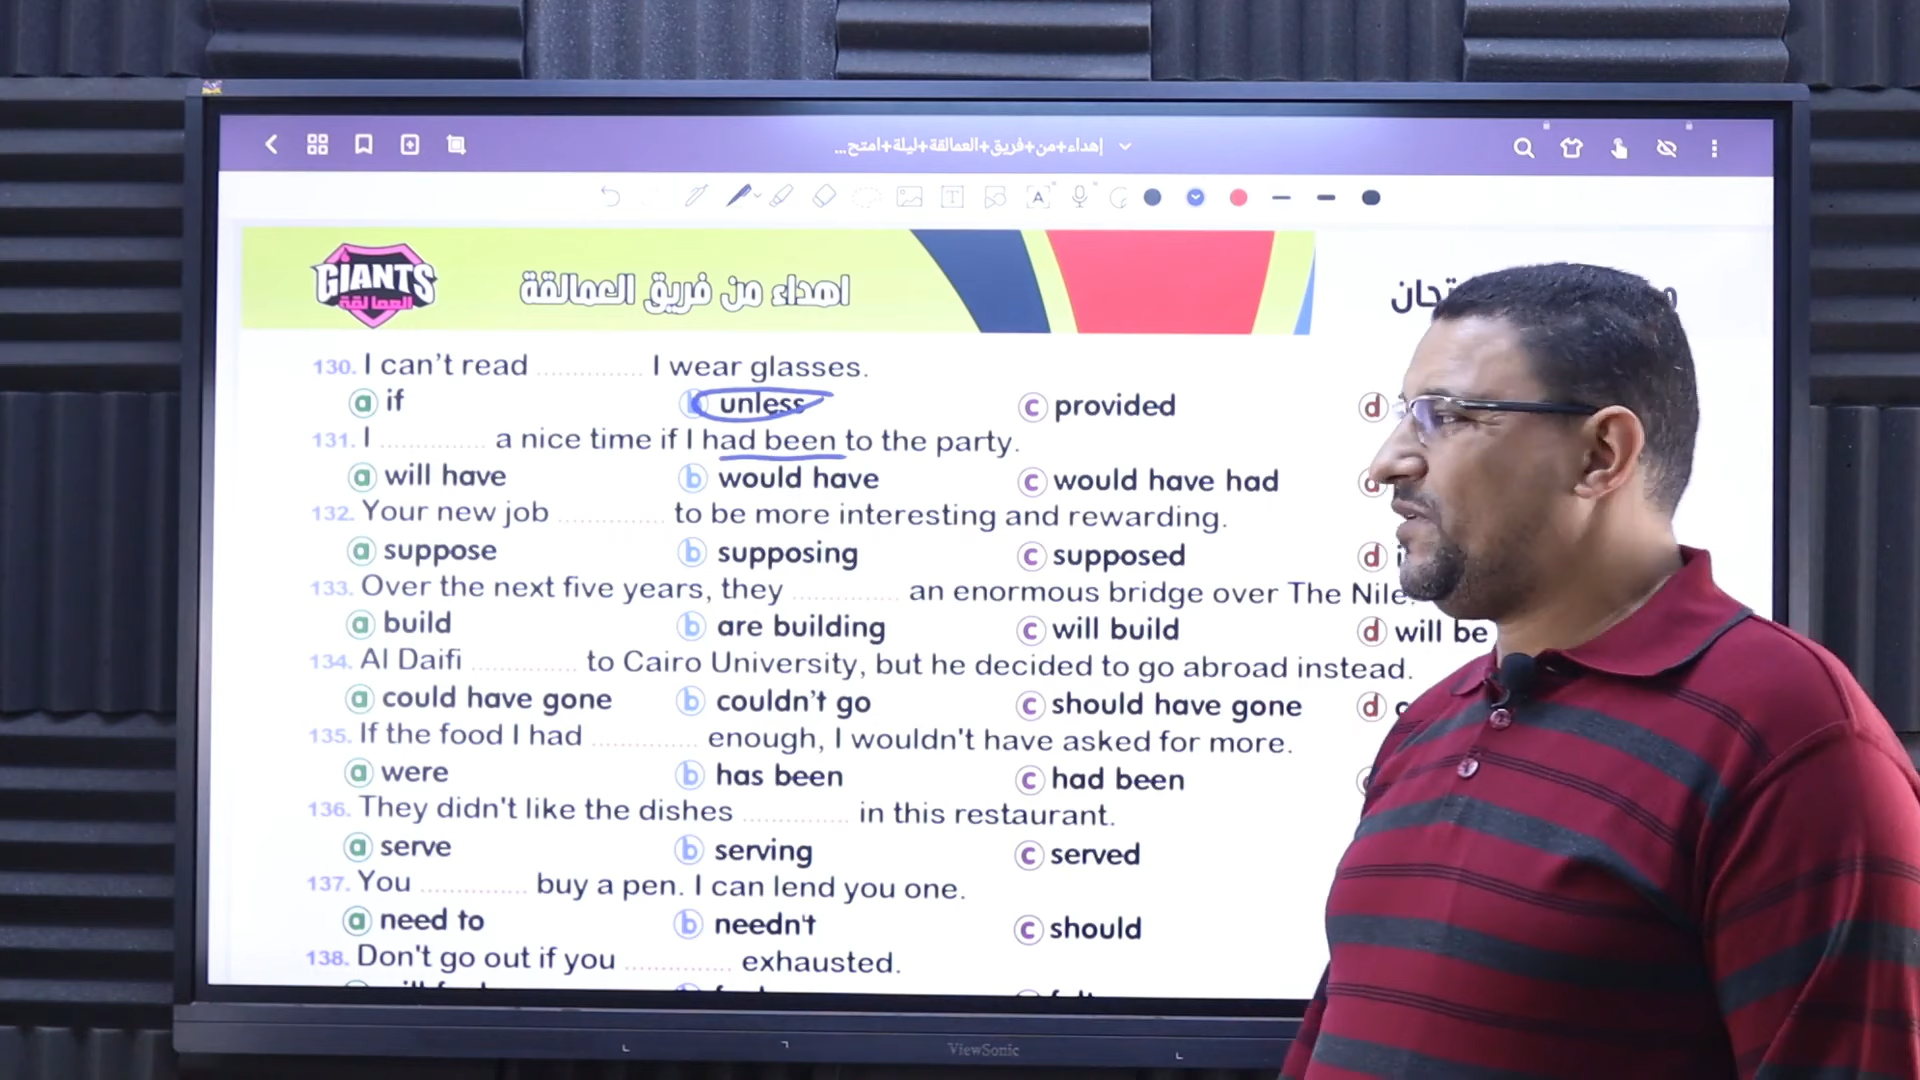 إهداء+من+فريق+العمالقة+ليلة+امتح...
GIANTS
العمالقة
اهداء من فريق العمالقة
130. I can't read ............ I wear glasses.
a if b unless c provided d
131. I ............ a nice time if I had been to the party.
a will have b would have c would have had
132. Your new job ............ to be more interesting and rewarding.
a suppose b supposing c supposed d
133. Over the next five years, they ............ an enormous bridge over The Nile.
a build b are building c will build d will be
134. Al Daifi ............ to Cairo University, but he decided to go abroad instead.
a could have gone b couldn't go c should have gone d
135. If the food I had ............ enough, I wouldn't have asked for more.
a were b has been c had been
136. They didn't like the dishes ............ in this restaurant.
a serve b serving c served
137. You ............ buy a pen. I can lend you one.
a need to b needn't c should
138. Don't go out if you ............ exhausted.
ViewSonic